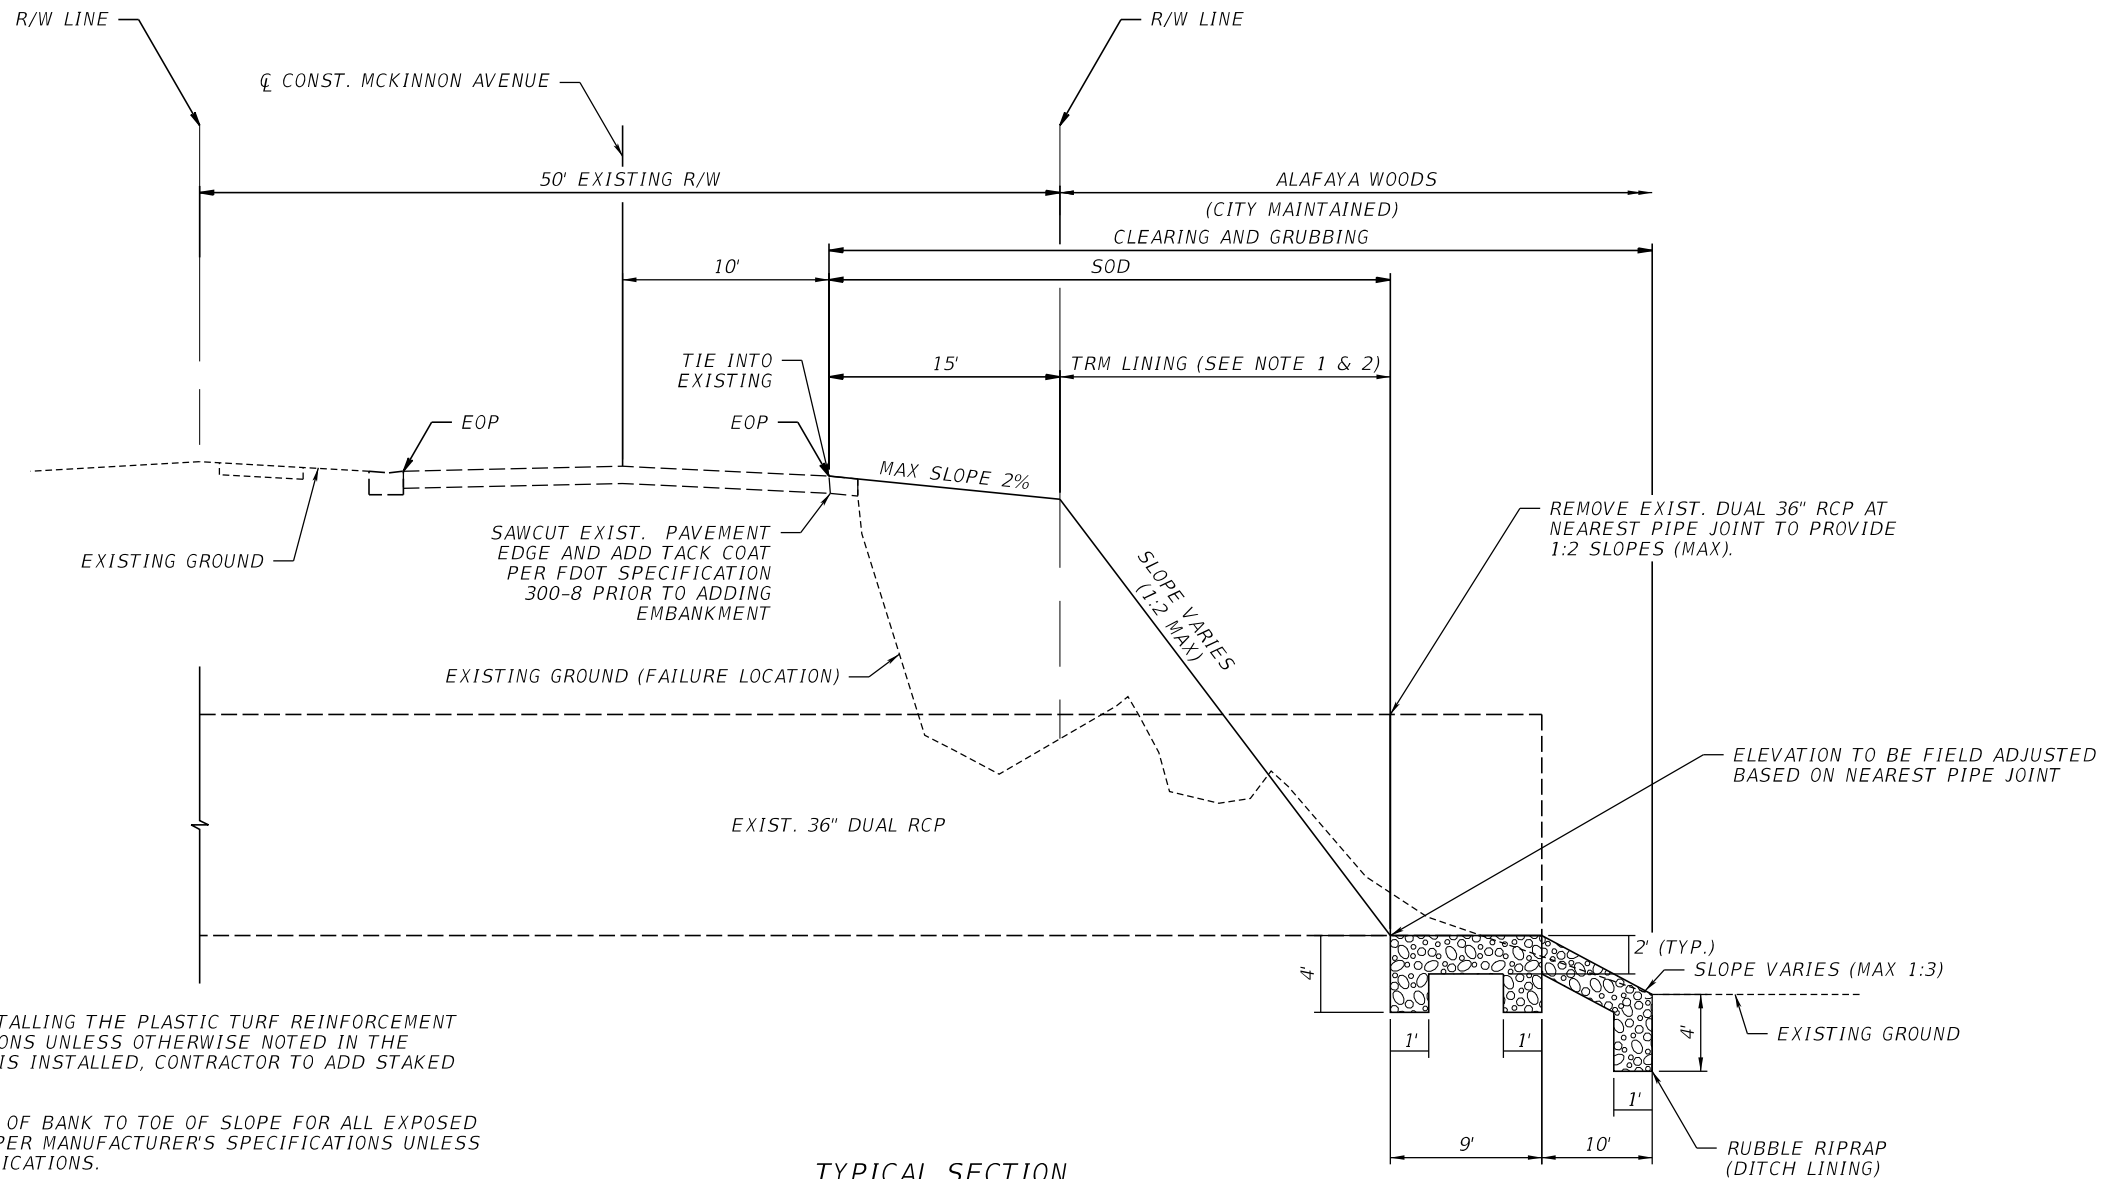 R/W LINE
R/W LINE
℄ CONST. MCKINNON AVENUE
50' EXISTING R/W
ALAFAYA WOODS
(CITY MAINTAINED)
CLEARING AND GRUBBING
10'
SOD
TIE INTO
EXISTING
15'
TRM LINING (SEE NOTE 1 & 2)
EOP
EOP
MAX SLOPE 2%
EXISTING GROUND
SAWCUT EXIST. PAVEMENT
EDGE AND ADD TACK COAT
PER FDOT SPECIFICATION
300-8 PRIOR TO ADDING
EMBANKMENT
REMOVE EXIST. DUAL 36" RCP AT
NEAREST PIPE JOINT TO PROVIDE
1:2 SLOPES (MAX).
SLOPE VARIES
(1:2 MAX)
EXISTING GROUND (FAILURE LOCATION)
ELEVATION TO BE FIELD ADJUSTED
BASED ON NEAREST PIPE JOINT
EXIST. 36" DUAL RCP
2' (TYP.)
4'
SLOPE VARIES (MAX 1:3)
4'
EXISTING GROUND
1'
1'
1'
9'
10'
RUBBLE RIPRAP
(DITCH LINING)
TALLING THE PLASTIC TURF REINFORCEMENT
ONS UNLESS OTHERWISE NOTED IN THE
IS INSTALLED, CONTRACTOR TO ADD STAKED
OF BANK TO TOE OF SLOPE FOR ALL EXPOSED
PER MANUFACTURER'S SPECIFICATIONS UNLESS
ICATIONS.
TYPICAL SECTION